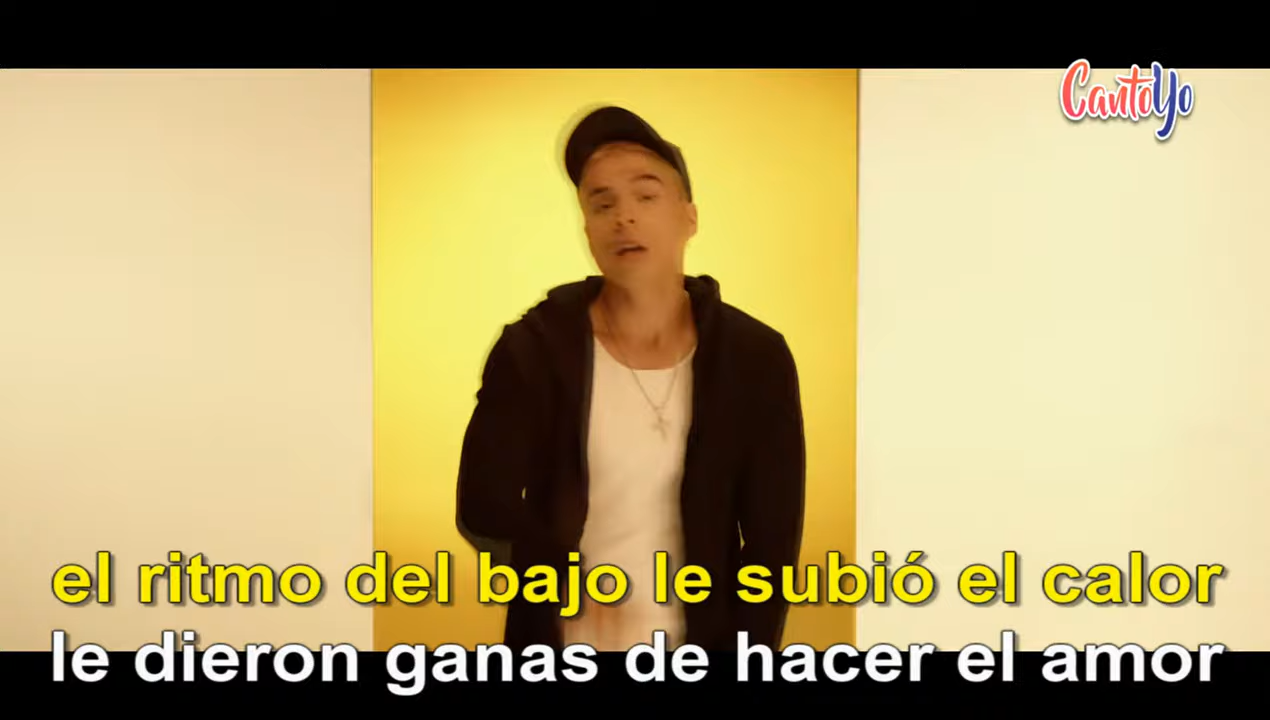 CantoYo
el ritmo del bajo le subió el calor
le dieron ganas de hacer el amor